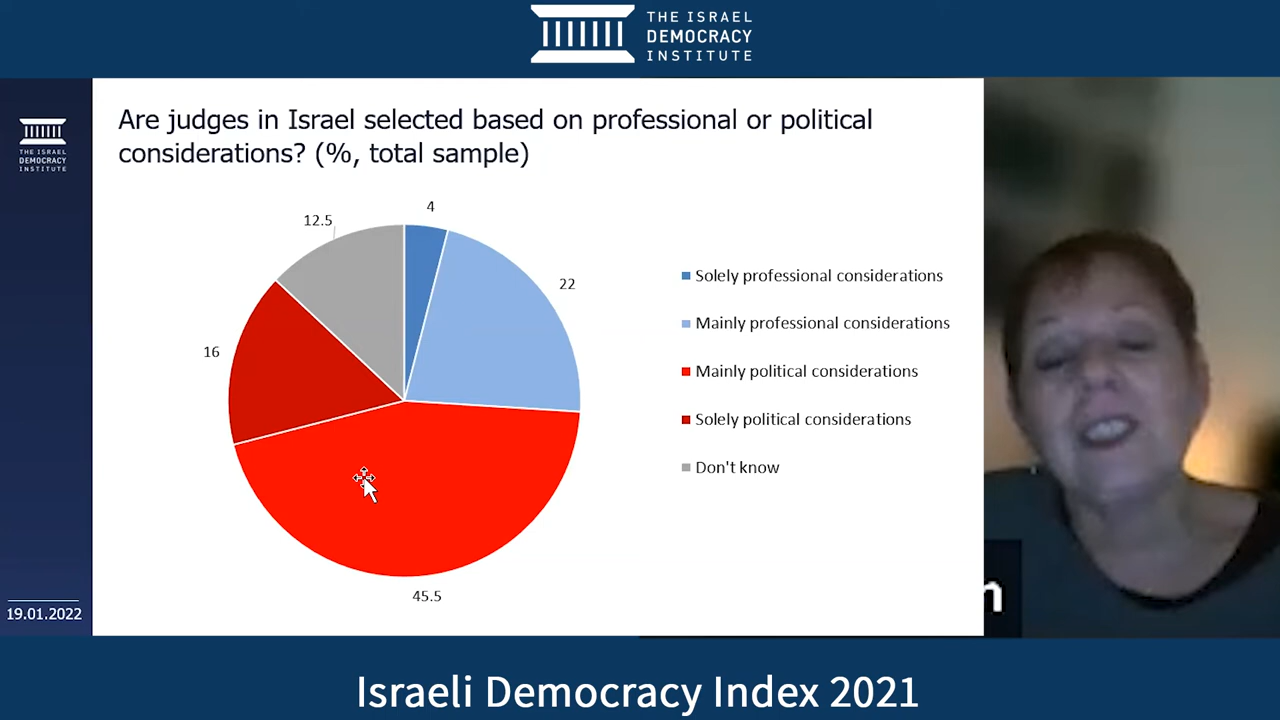 THE ISRAEL
DEMOCRACY
INSTITUTE
THE ISRAEL
DEMOCRACY
INSTITUTE
Are judges in Israel selected based on professional or political
considerations? (%, total sample)
4
12.5
22
16
45.5
Solely professional considerations
Mainly professional considerations
Mainly political considerations
Solely political considerations
Don't know
19.01.2022
Israeli Democracy Index 2021